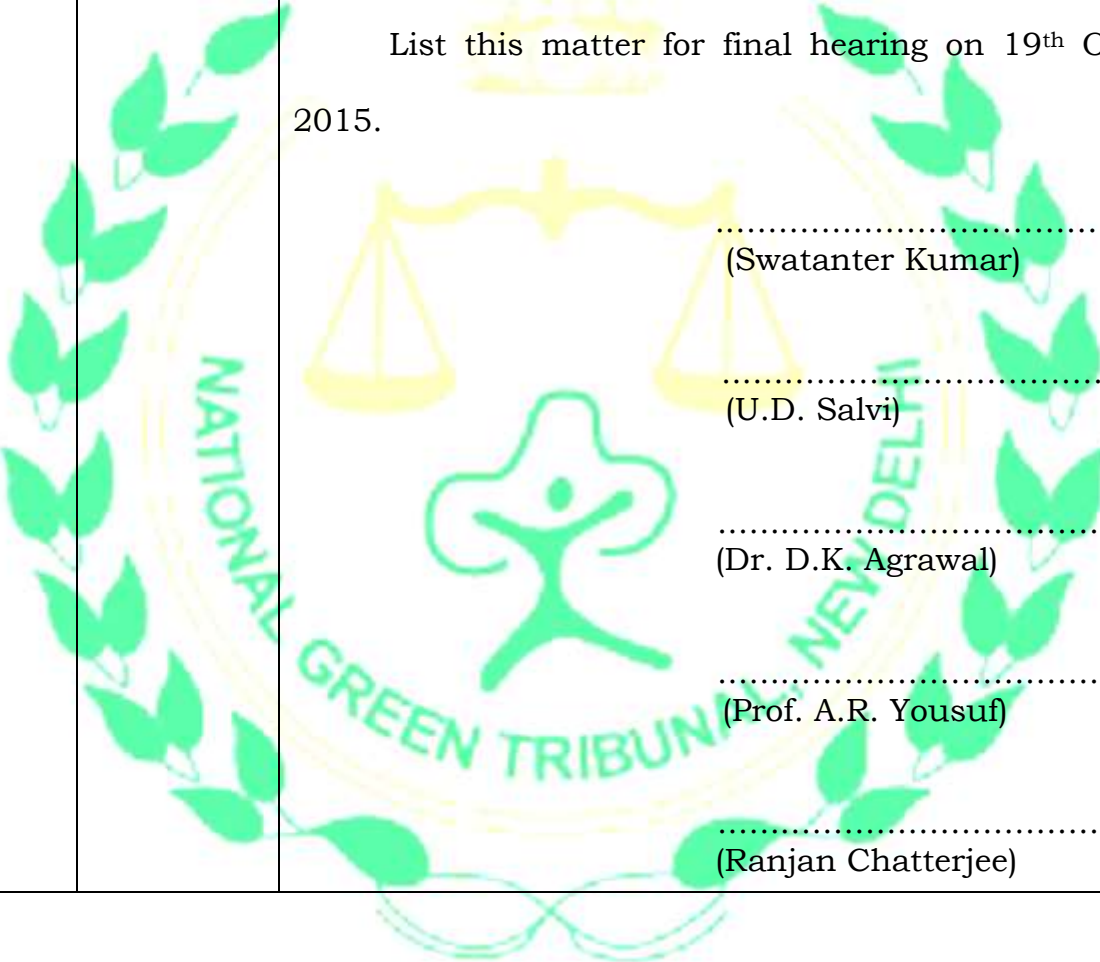 List this matter for final hearing on 19th
2015.
..........................................
(Swatanter Kumar)
..........................................
(U.D. Salvi)
..........................................
(Dr. D.K. Agrawal)
..........................................
(Prof. A.R. Yousuf)
..........................................
(Ranjan Chatterjee)
NATIONAL GREEN TRIBUNAL, NEW DELHI